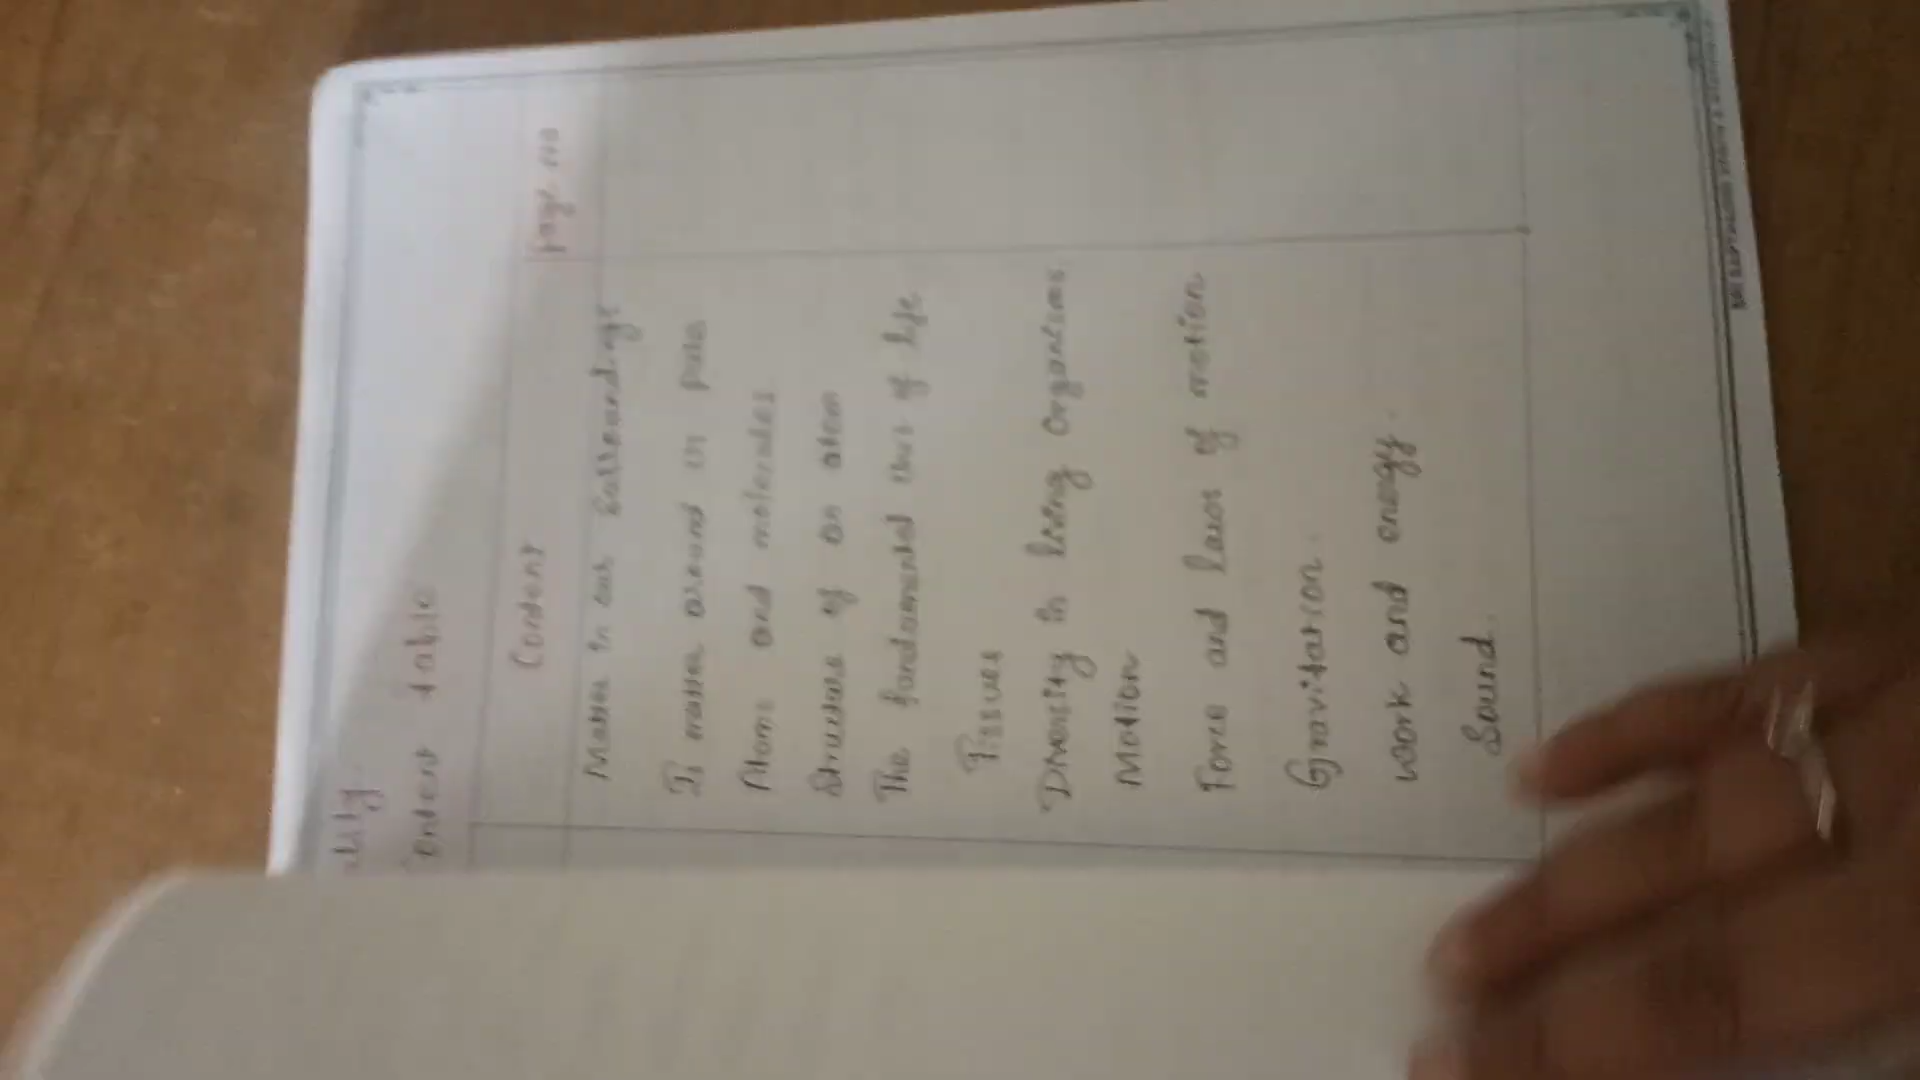 Content table
Content
Page no
Matter in our Surroundings
Is matter around us pure
Atoms and molecules
Structure of an atom
The fundamental unit of life
Tissues
Diversity in living organisms.
Motion
Force and laws of motion
Gravitation.
work and energy.
Sound.